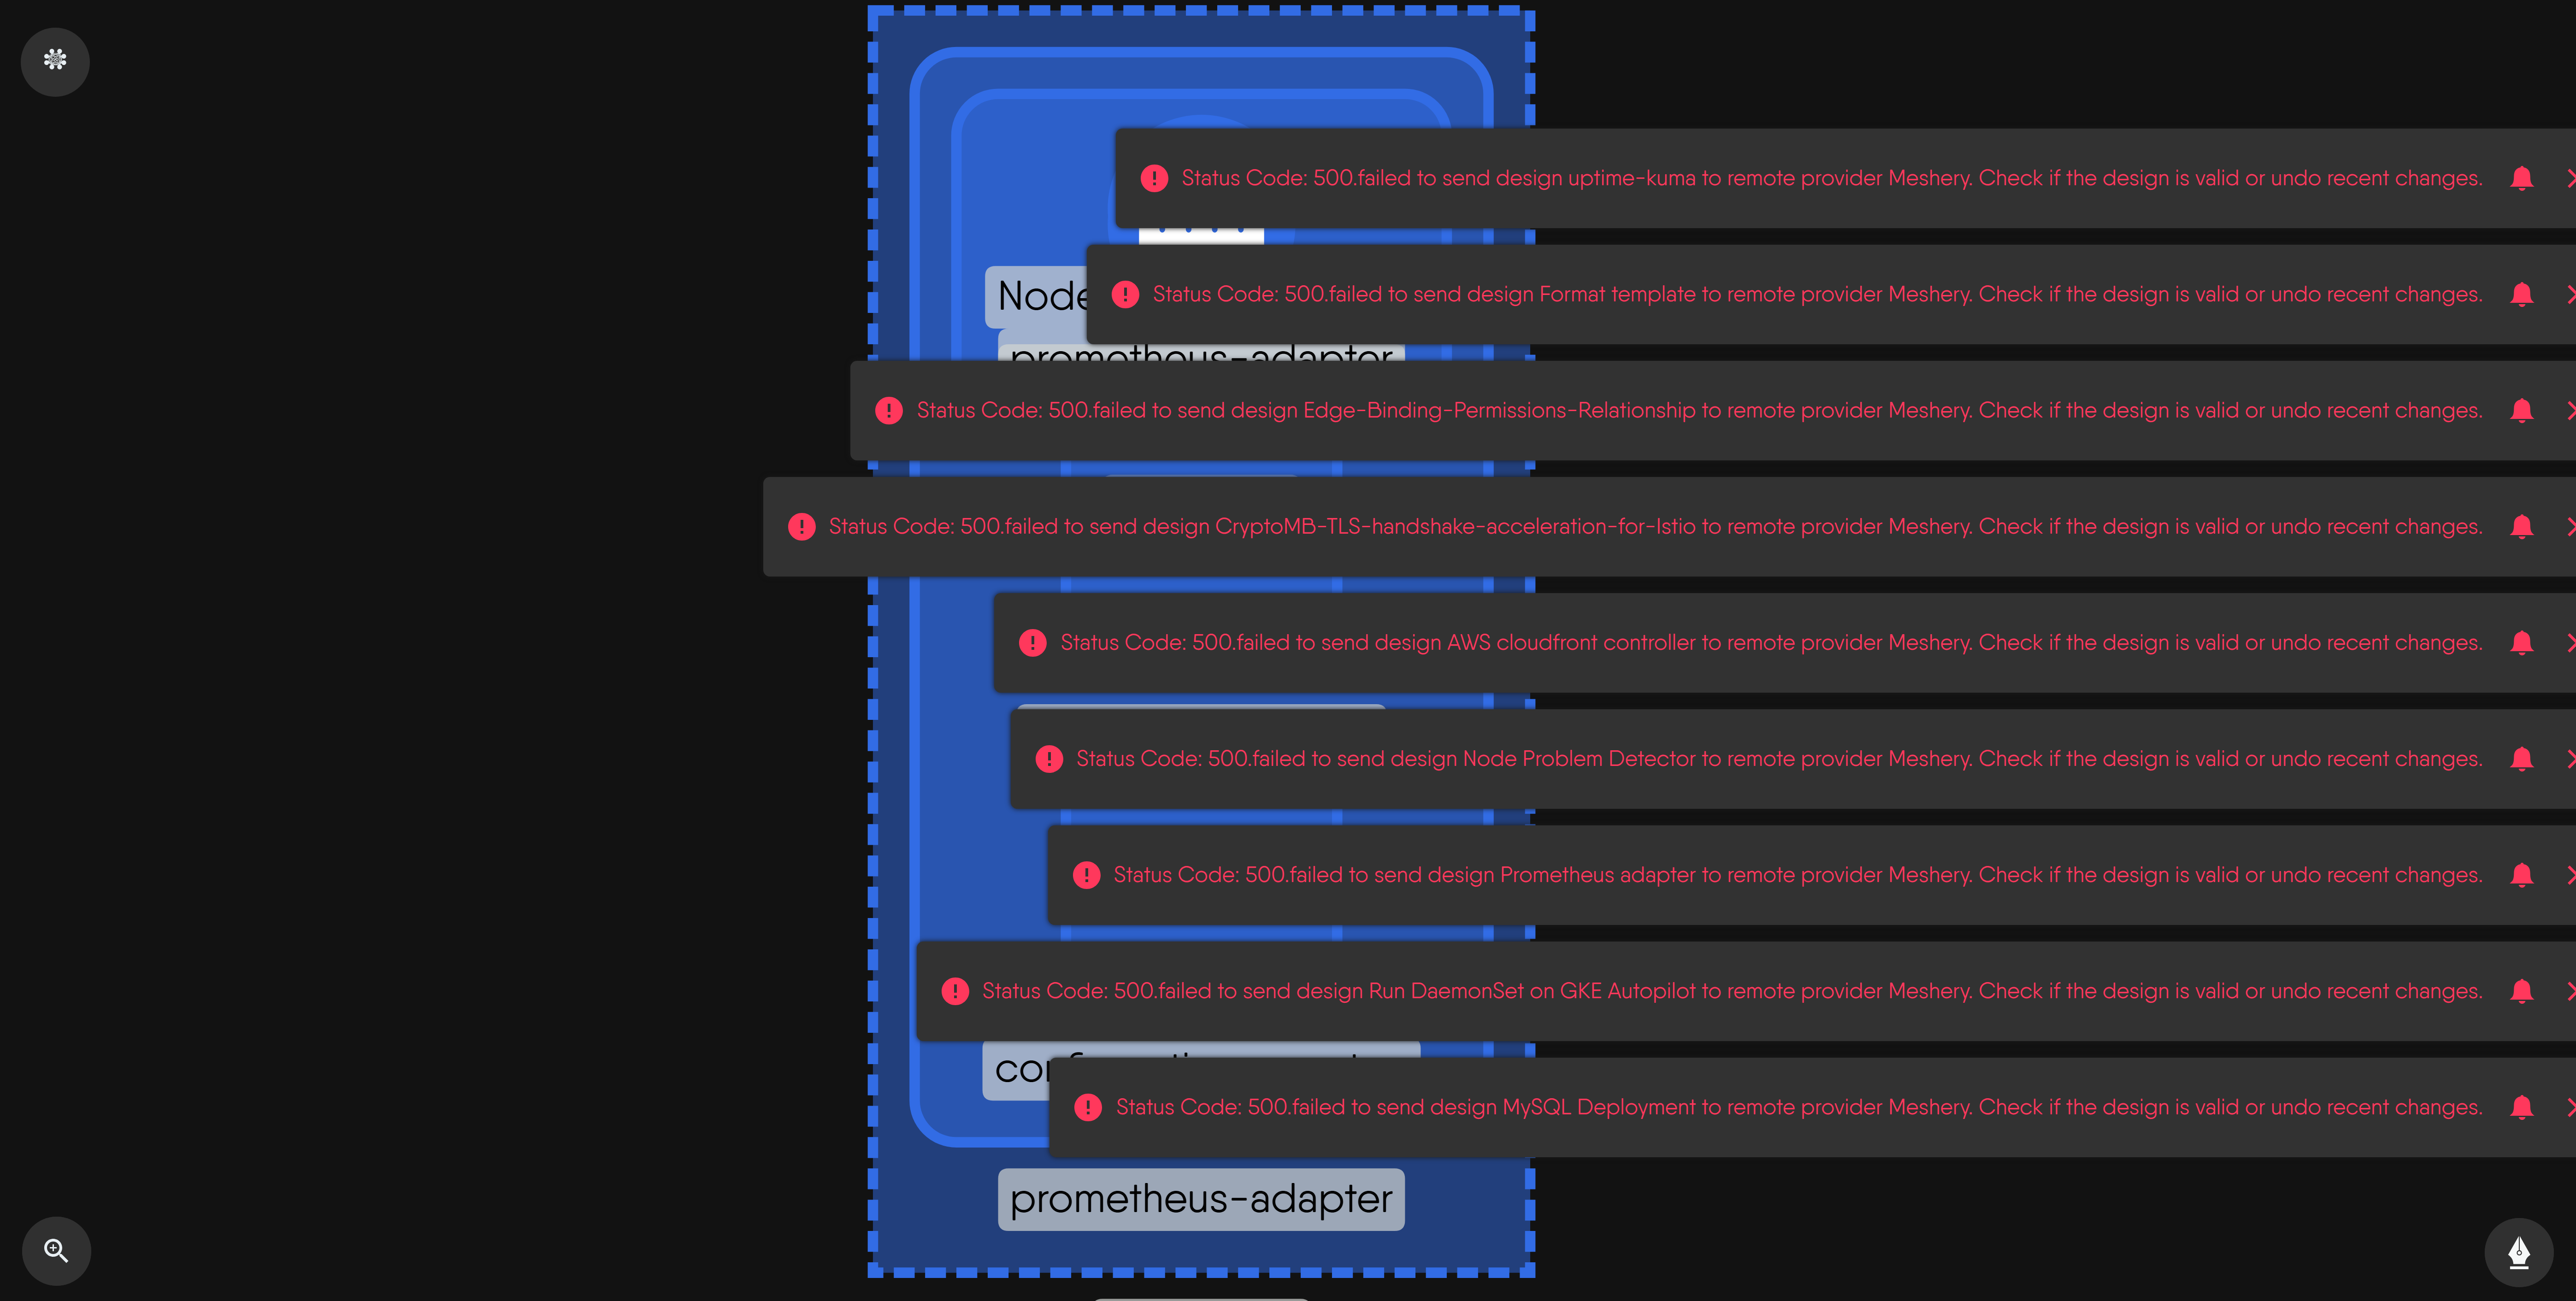 Status Code: 500.failed to send design uptime-kuma to remote provider Meshery. Check if the design is valid or undo recent changes.
Node
Status Code: 500.failed to send design Format template to remote provider Meshery. Check if the design is valid or undo recent changes.
prometheus-adapter
Status Code: 500.failed to send design Edge-Binding-Permissions-Relationship to remote provider Meshery. Check if the design is valid or undo recent changes.
Status Code: 500.failed to send design CryptoMB-TLS-handshake-acceleration-for-Istio to remote provider Meshery. Check if the design is valid or undo recent changes.
Status Code: 500.failed to send design AWS cloudfront controller to remote provider Meshery. Check if the design is valid or undo recent changes.
Status Code: 500.failed to send design Node Problem Detector to remote provider Meshery. Check if the design is valid or undo recent changes.
Status Code: 500.failed to send design Prometheus adapter to remote provider Meshery. Check if the design is valid or undo recent changes.
Status Code: 500.failed to send design Run DaemonSet on GKE Autopilot to remote provider Meshery. Check if the design is valid or undo recent changes.
Status Code: 500.failed to send design MySQL Deployment to remote provider Meshery. Check if the design is valid or undo recent changes.
prometheus-adapter